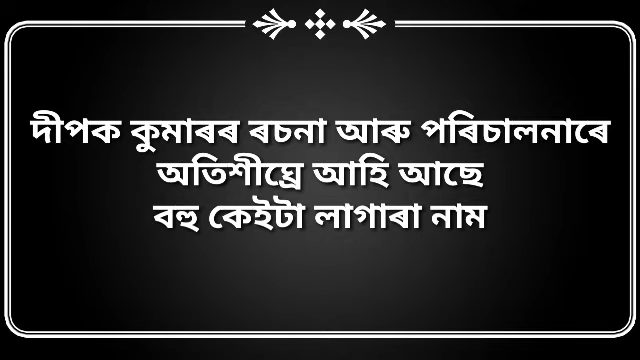 দীপক কুমাৰৰ ৰচনা আৰু পৰিচালনাৰে
অতিশীঘ্ৰে আহি আছে
বহু কেইটা লাগাৰা নাম